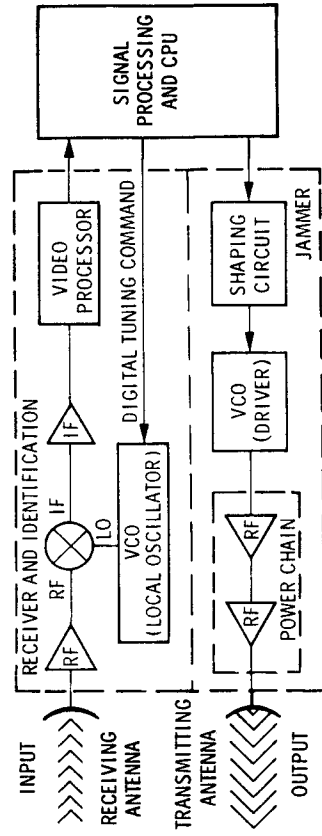 RECEIVER AND IDENTIFICATION
INPUT
RECEIVING
ANTENNA
RF
RF
IF
IF
LO
VIDEO
PROCESSOR
VCO
(LOCAL OSCILLATOR)
DIGITAL TUNING COMMAND
SIGNAL
PROCESSING
AND CPU
TRANSMITTING
ANTENNA
OUTPUT
RF
RF
POWER CHAIN
VCO
(DRIVER)
SHAPING
CIRCUIT
JAMMER